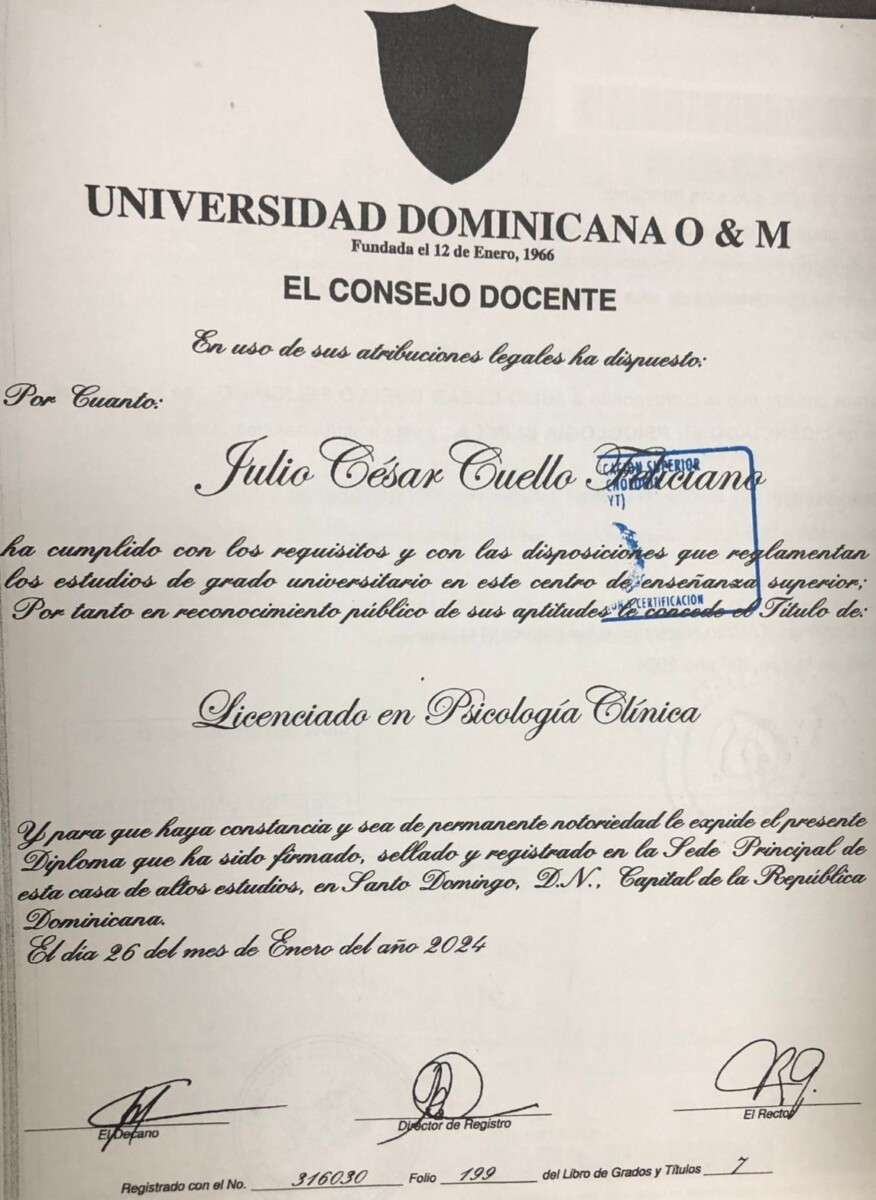 UNIVERSIDAD DOMINICANA O & M
Fundada el 12 de Enero, 1966
EL CONSEJO DOCENTE
En uso de sus atribuciones legales ha dispuesto:
Por Cuanto:
Julio César Cuello Feliciano
CACIÓN SUPERIOR
YT)
ha cumplido con los requisitos y con las disposiciones que reglamentan
los estudios de grado universitario en este centro de enseñanza superior;
Por tanto en reconocimiento público de sus aptitudes le concede el Título de:
CERTIFICACION
Licenciado en Psicología Clínica
Y para que haya constancia y sea de permanente notoriedad le expide el presente
Diploma que ha sido firmado, sellado y registrado en la Sede Principal de
esta casa de altos estudios, en Santo Domingo, D.N., Capital de la República
Dominicana.
El día 26 del mes de Enero del año 2024
El Decano
Director de Registro
El Rector
Registrado con el No. 316030 Folio 199 del Libro de Grados y Títulos 7